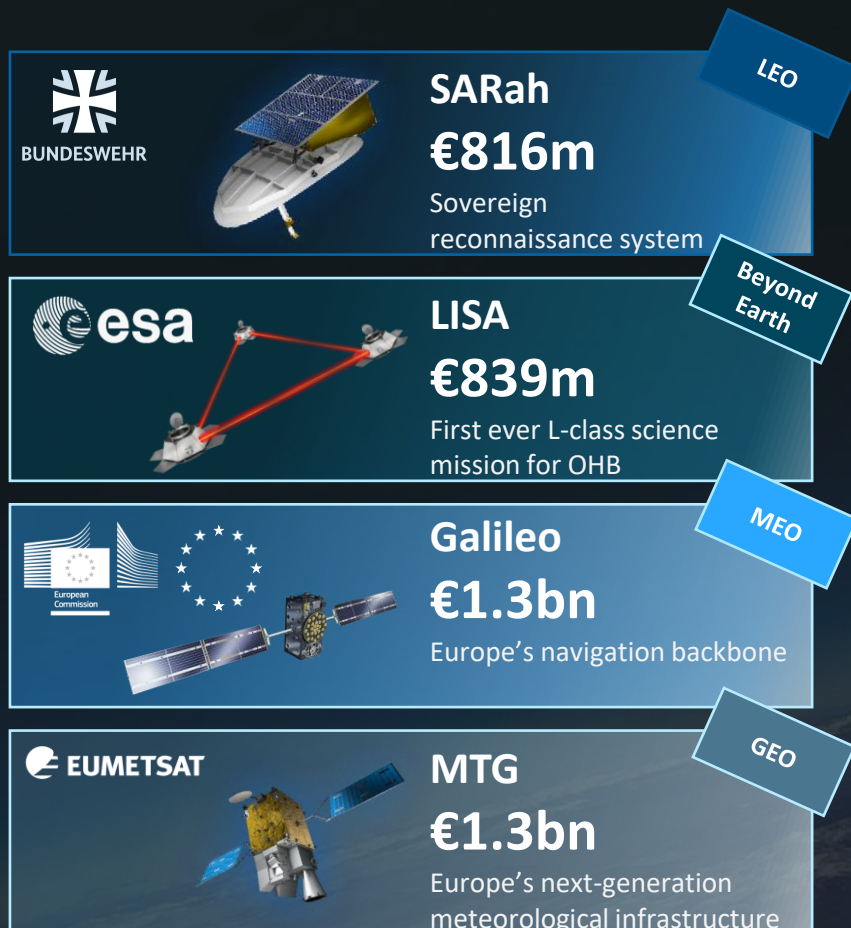 LEO
BUNDESWEHR
SARah
€816m
Sovereign
reconnaissance system
Beyond
Earth
esa
LISA
€839m
First ever L-class science
mission for OHB
MEO
European
Commission
Galileo
€1.3bn
Europe’s navigation backbone
GEO
EUMETSAT
MTG
€1.3bn
Europe’s next-generation
meteorological infrastructure